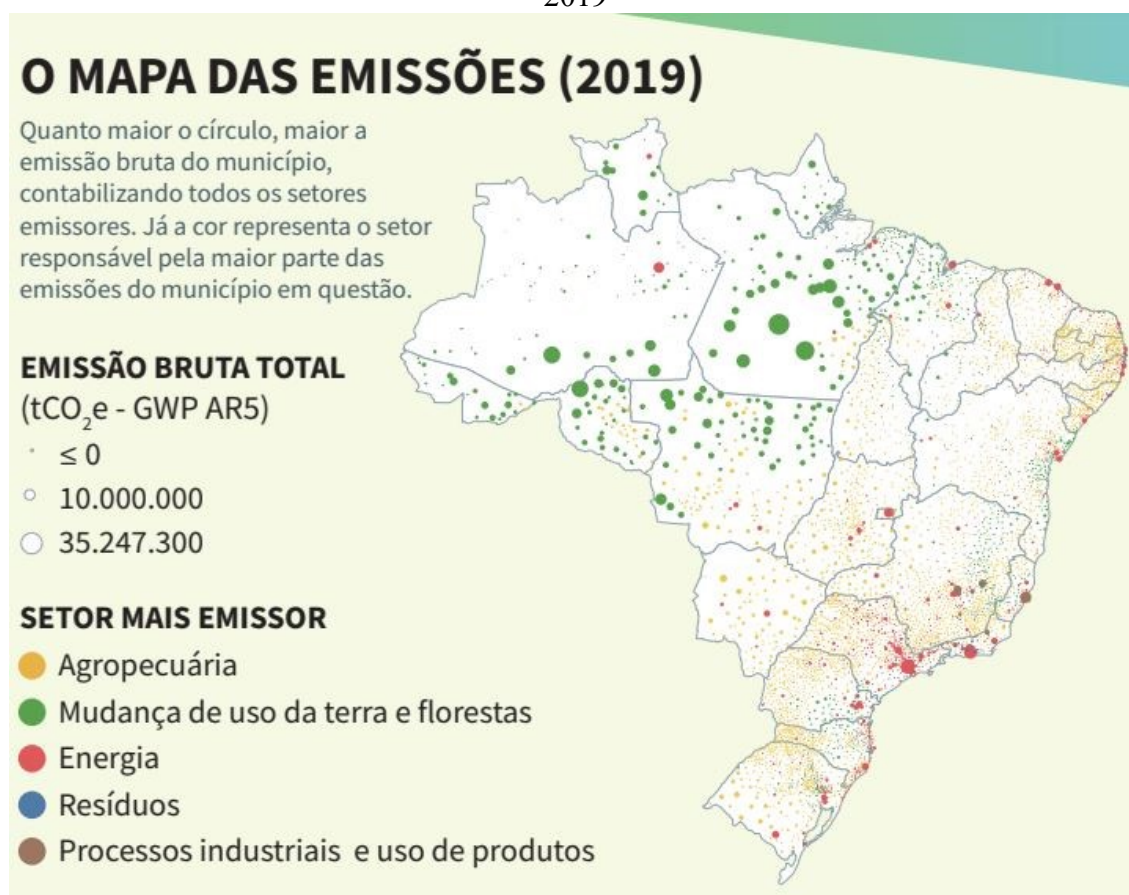 2019
O MAPA DAS EMISSÕES (2019)
Quanto maior o círculo, maior a
emissão bruta do município,
contabilizando todos os setores
emissores. Já a cor representa o setor
responsável pela maior parte das
emissões do município em questão.
EMISSÃO BRUTA TOTAL
(tCO₂e - GWP AR5)
≤ 0
10.000.000
35.247.300
SETOR MAIS EMISSOR
Agropecuária
Mudança de uso da terra e florestas
Energia
Resíduos
Processos industriais e uso de produtos